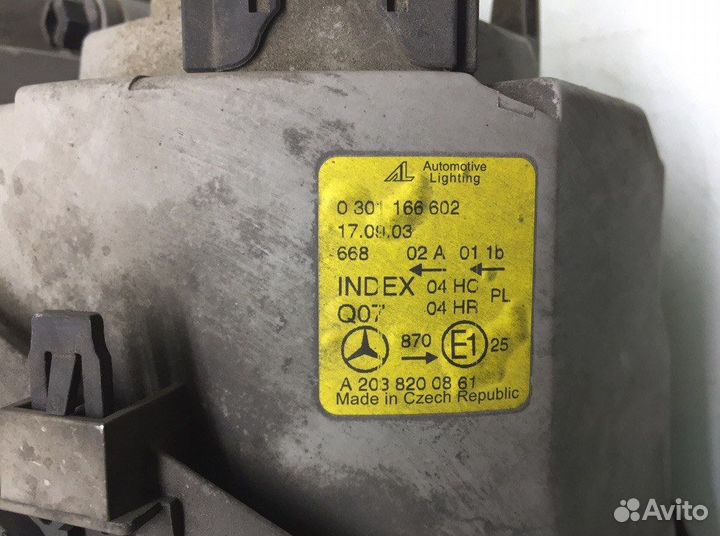 AL Automotive
Lighting
0 301 166 602
17.09.03
668 02 A 01 1b
INDEX 04 HC PL
Q07 04 HR
870 E1 25
A 203 820 08 61
Made in Czech Republic
Avito